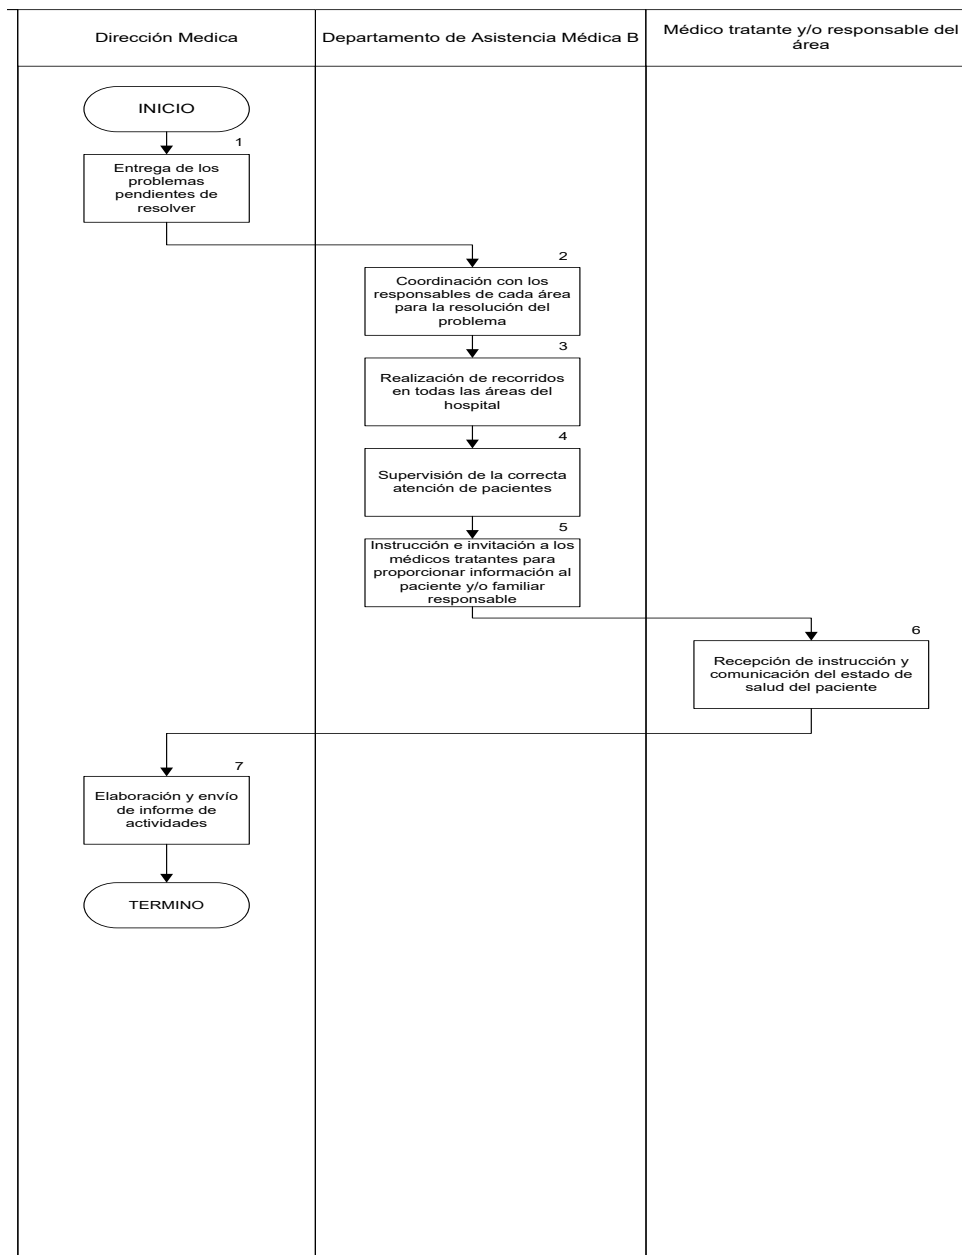 Dirección Medica
Departamento de Asistencia Médica B
Médico tratante y/o responsable del
área
INICIO
1
Entrega de los
problemas
pendientes de
resolver
2
Coordinación con los
responsables de cada área
para la resolución del
problema
3
Realización de recorridos
en todas las áreas del
hospital
4
Supervisión de la correcta
atención de pacientes
5
Instrucción e invitación a los
médicos tratantes para
proporcionar información al
paciente y/o familiar
responsable
6
Recepción de instrucción y
comunicación del estado de
salud del paciente
7
Elaboración y envío
de informe de
actividades
TERMINO